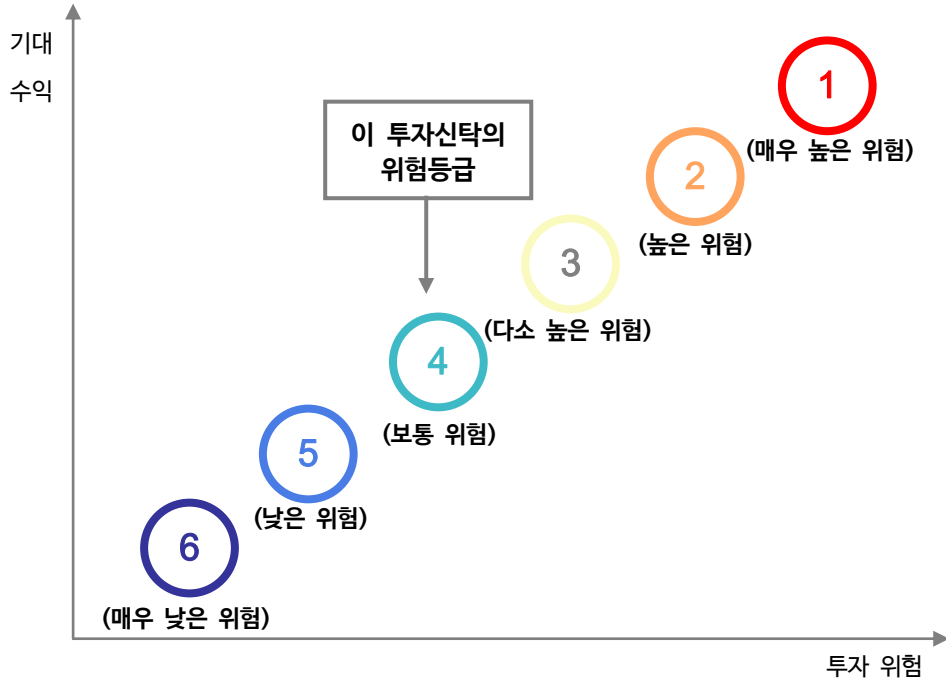 기대
수익
1
(매우 높은 위험)
이 투자신탁의
위험등급
2
(높은 위험)
3
(다소 높은 위험)
4
(보통 위험)
5
(낮은 위험)
6
(매우 낮은 위험)
투자 위험